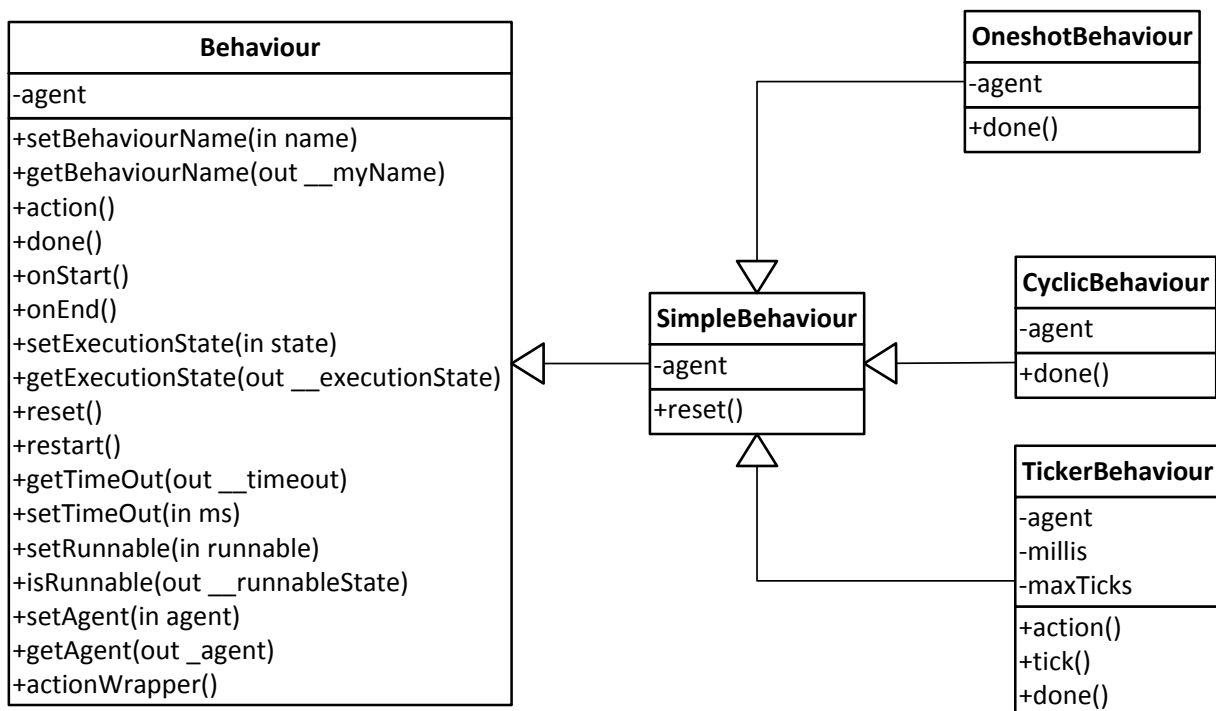 Behaviour
-agent
+setBehaviourName(in name)
+getBehaviourName(out __myName)
+action()
+done()
+onStart()
+onEnd()
+setExecutionState(in state)
+getExecutionState(out __executionState)
+reset()
+restart()
+getTimeOut(out __timeout)
+setTimeOut(in ms)
+setRunnable(in runnable)
+isRunnable(out __runnableState)
+setAgent(in agent)
+getAgent(out _agent)
+actionWrapper()
SimpleBehaviour
-agent
+reset()
OneshotBehaviour
-agent
+done()
CyclicBehaviour
-agent
+done()
TickerBehaviour
-agent
-millis
-maxTicks
+action()
+tick()
+done()